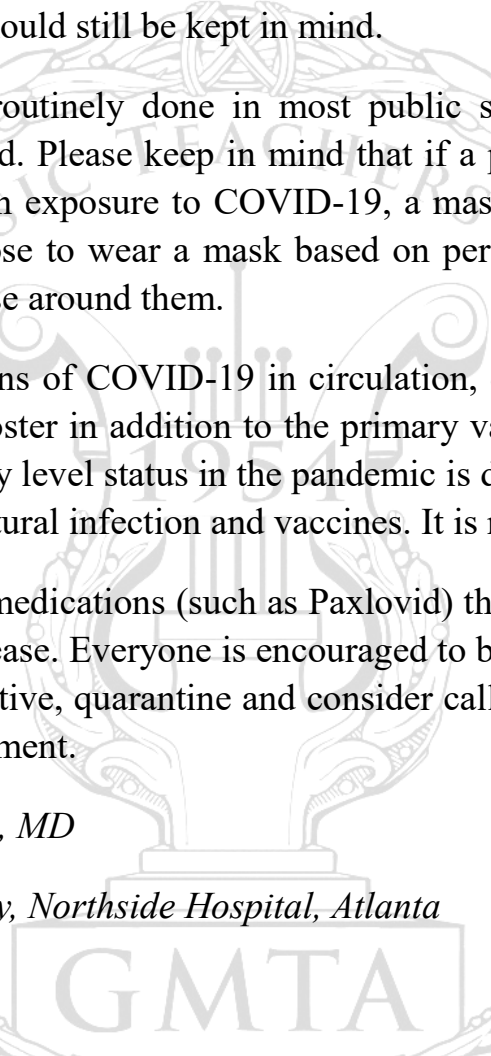 ould still be kept in mind.
routinely done in most public s
d. Please keep in mind that if a p
n exposure to COVID-19, a mas
ose to wear a mask based on per
se around them.
ns of COVID-19 in circulation,
oster in addition to the primary va
y level status in the pandemic is d
tural infection and vaccines. It is r
medications (such as Paxlovid) th
ease. Everyone is encouraged to b
tive, quarantine and consider call
ment.
, MD
y, Northside Hospital, Atlanta
IC TEACHERS
1951
GMTA